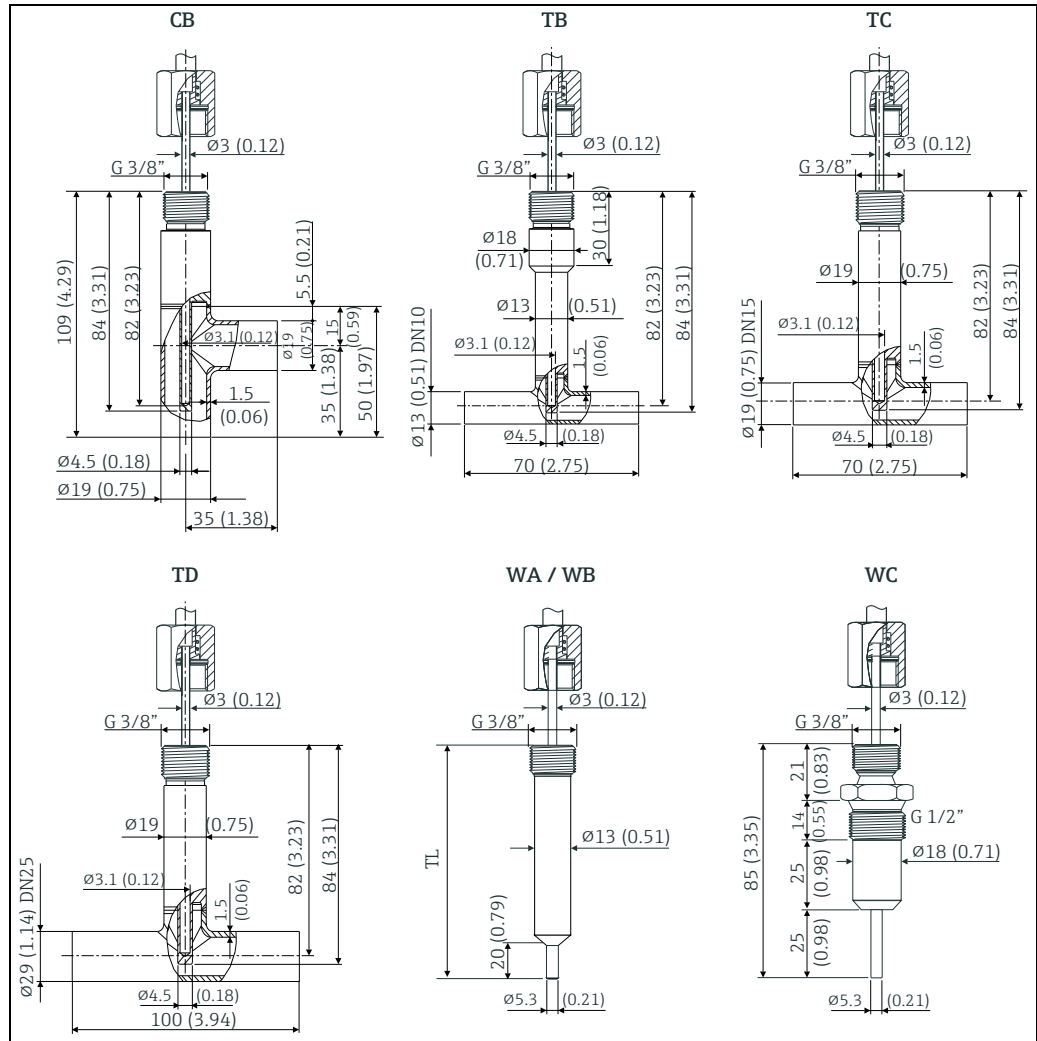 CB
TB
TC
Ø3 (0.12)
G 3/8”
109 (4.29)
84 (3.31)
82 (3.23)
5.5 (0.21)
Ø3.1 (0.12)
Ø19
(0.75)
15
(0.59)
35 (1.38)
50 (1.97)
1.5
(0.06)
Ø4.5 (0.18)
Ø19 (0.75)
35 (1.38)
Ø3 (0.12)
G 3/8”
Ø18
(0.71)
30 (1.18)
Ø13
(0.51)
82 (3.23)
84 (3.31)
Ø3.1 (0.12)
1.5
(0.06)
Ø13 (0.51) DN10
Ø4.5
(0.18)
70 (2.75)
Ø3 (0.12)
G 3/8”
Ø19
(0.75)
82 (3.23)
84 (3.31)
Ø3.1 (0.12)
1.5
(0.06)
Ø19 (0.75) DN15
Ø4.5
(0.18)
70 (2.75)
TD
WA / WB
WC
Ø3 (0.12)
G 3/8”
Ø19
(0.75)
82 (3.23)
84 (3.31)
Ø3.1 (0.12)
1.5
(0.06)
Ø29 (1.14) DN25
Ø4.5
(0.18)
100 (3.94)
Ø3 (0.12)
G 3/8”
TL
Ø13 (0.51)
20 (0.79)
Ø5.3
(0.21)
Ø3 (0.12)
G 3/8”
85 (3.35)
21
(0.83)
14
(0.55)
G 1/2”
25
(0.98)
Ø18 (0.71)
25
(0.98)
Ø5.3
(0.21)